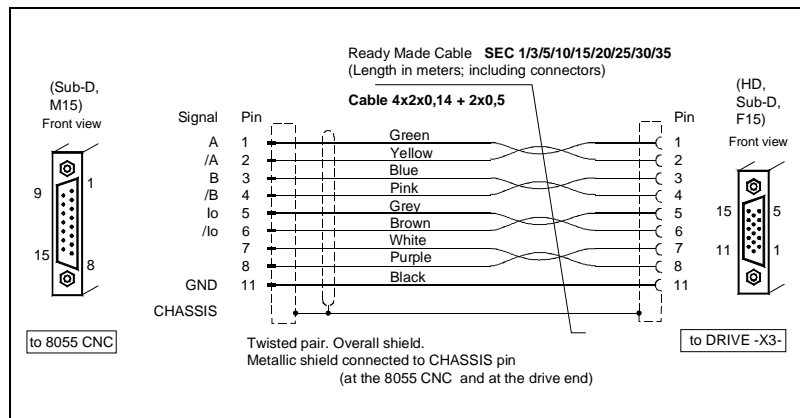 Ready Made Cable SEC 1/3/5/10/15/20/25/30/35
(Length in meters; including connectors)
Cable 4x2x0,14 + 2x0,5
(Sub-D,
M15)
Front view
9
1
15
8
to 8055 CNC
Signal Pin Pin
A 1 Green 1
/A 2 Yellow 2
B 3 Blue 3
/B 4 Pink 4
Io 5 Grey 5
/Io 6 Brown 6
7 White 7
8 Purple 8
GND 11 Black 11
CHASSIS
(HD,
Sub-D,
F15)
Front view
15
5
11
1
to DRIVE -X3-
Twisted pair. Overall shield.
Metallic shield connected to CHASSIS pin
(at the 8055 CNC and at the drive end)